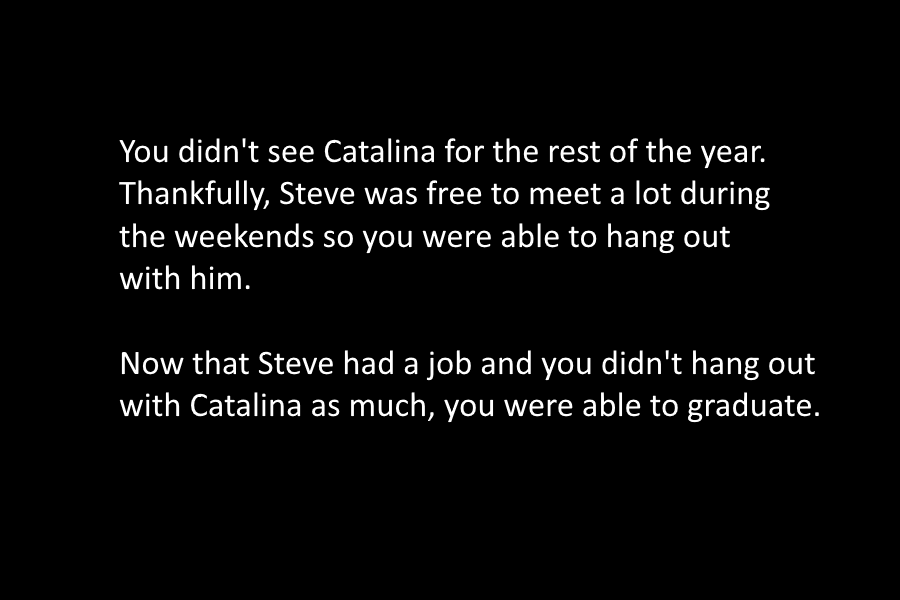 You didn't see Catalina for the rest of the year.
Thankfully, Steve was free to meet a lot during
the weekends so you were able to hang out
with him.
Now that Steve had a job and you didn't hang out
with Catalina as much, you were able to graduate.